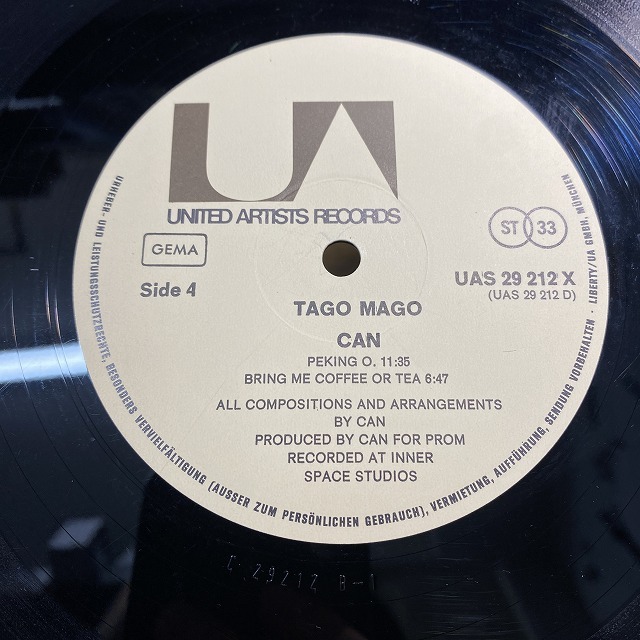 UA
UNITED ARTISTS RECORDS
GEMA
ST 33
Side 4
UAS 29 212 X
(UAS 29 212 D)
TAGO MAGO
CAN
PEKING O. 11:35
BRING ME COFFEE OR TEA 6:47
ALL COMPOSITIONS AND ARRANGEMENTS
BY CAN
PRODUCED BY CAN FOR PROM
RECORDED AT INNER
SPACE STUDIOS
URHEBER- UND LEISTUNGSSCHUTZRECHTE, BESONDERS VERVIELFÄLTIGUNG (AUSSER ZUM PERSÖNLICHEN GEBRAUCH), VERMIETUNG, AUFFÜHRUNG, SENDUNG VORBEHALTEN · LIBERTY/UA GMBH, MÜNCHEN
29212 B-1